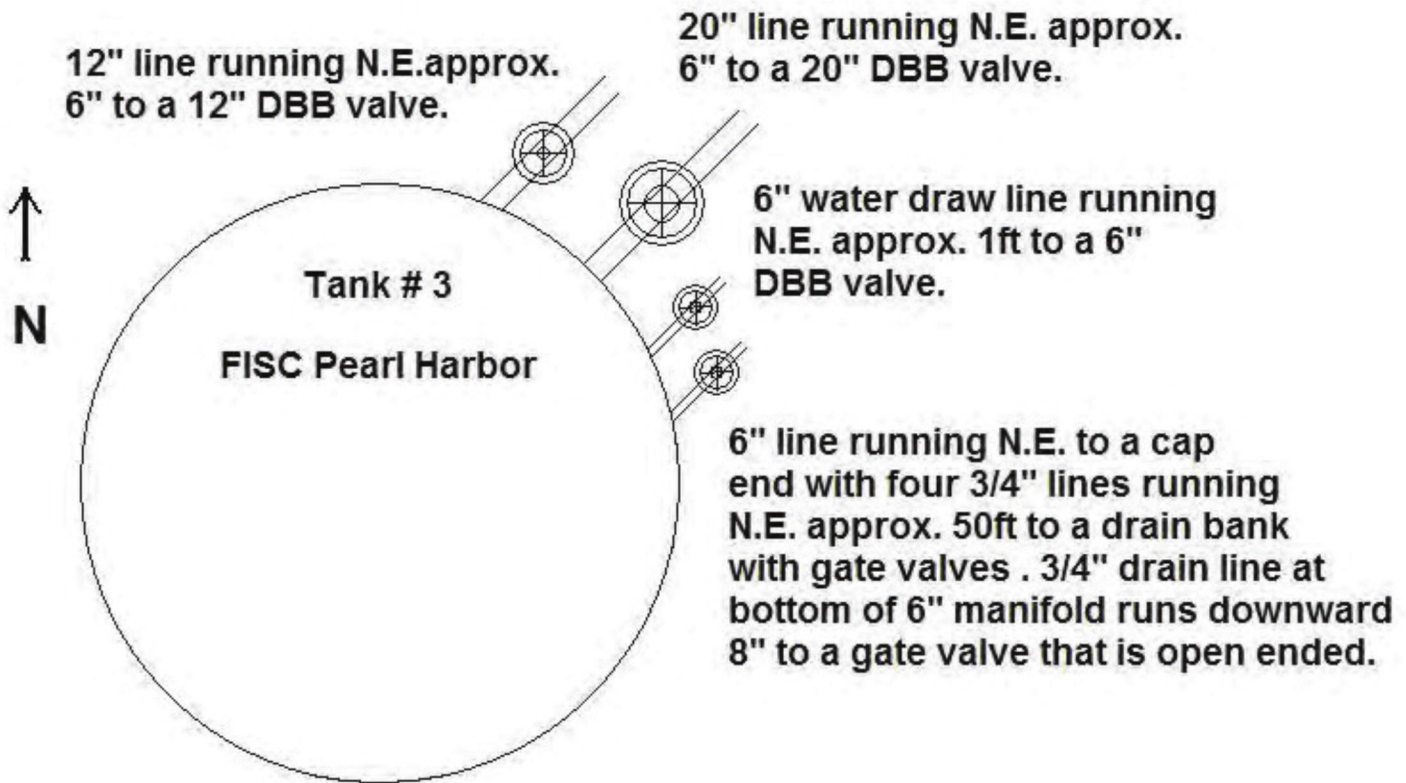 12" line running N.E.approx.
6" to a 12" DBB valve.
20" line running N.E. approx.
6" to a 20" DBB valve.
6" water draw line running
N.E. approx. 1ft to a 6"
DBB valve.
N
Tank # 3
FISC Pearl Harbor
6" line running N.E. to a cap
end with four 3/4" lines running
N.E. approx. 50ft to a drain bank
with gate valves . 3/4" drain line at
bottom of 6" manifold runs downward
8" to a gate valve that is open ended.